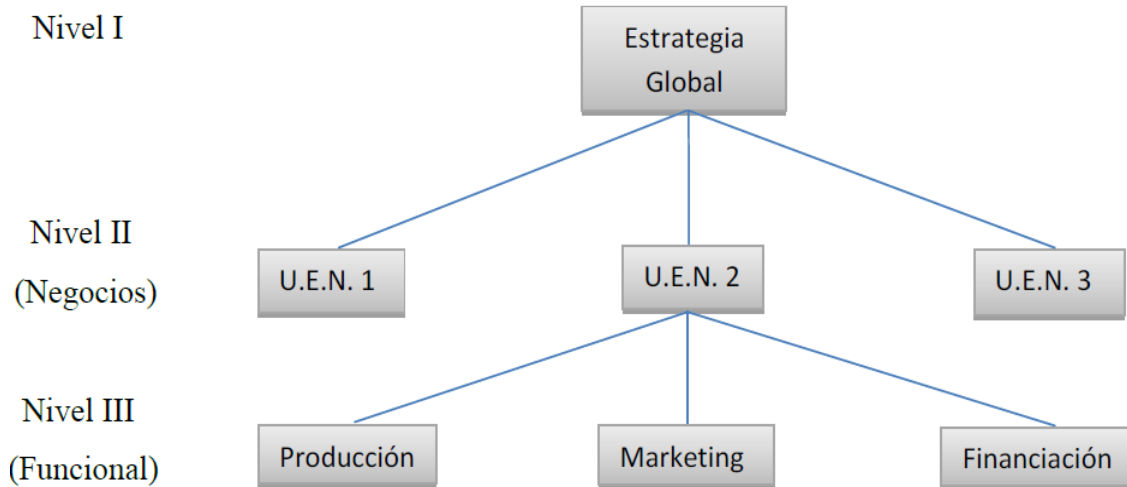 Nivel I
Estrategia
Global
Nivel II
(Negocios)
U.E.N. 1
U.E.N. 2
U.E.N. 3
Nivel III
(Funcional)
Producción
Marketing
Financiación